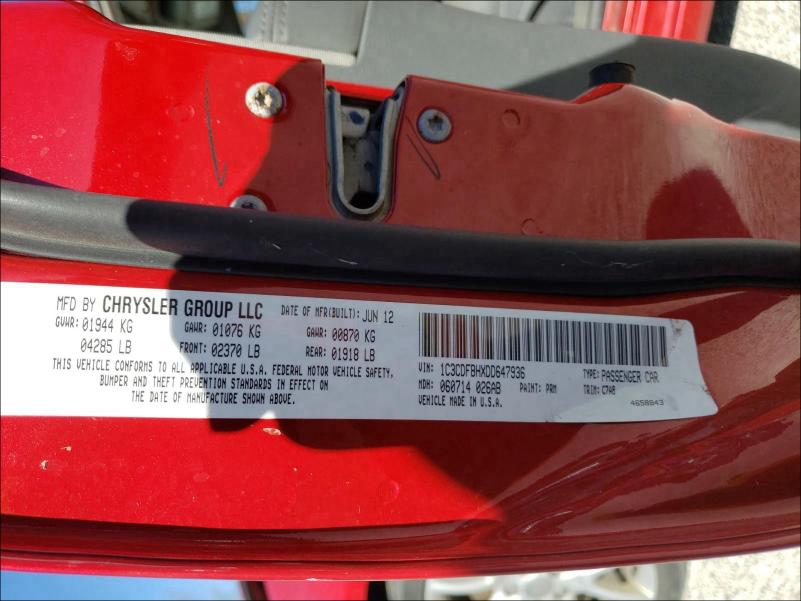 MFD BY CHRYSLER GROUP LLC DATE OF MFR(BUILT): JUN 12
GVWR: 01944 KG GAWR: 01076 KG GAWR: 00870 KG
04285 LB FRONT: 02370 LB REAR: 01918 LB
THIS VEHICLE CONFORMS TO ALL APPLICABLE U.S.A. FEDERAL MOTOR VEHICLE SAFETY,
BUMPER AND THEFT PREVENTION STANDARDS IN EFFECT ON
THE DATE OF MANUFACTURE SHOWN ABOVE.
VIN: 1C3CDFBHXDD647936 TYPE: PASSENGER CAR
MDH: 060714 026AB PAINT: PRM TRIM: C7A8
VEHICLE MADE IN U.S.A. 4658643